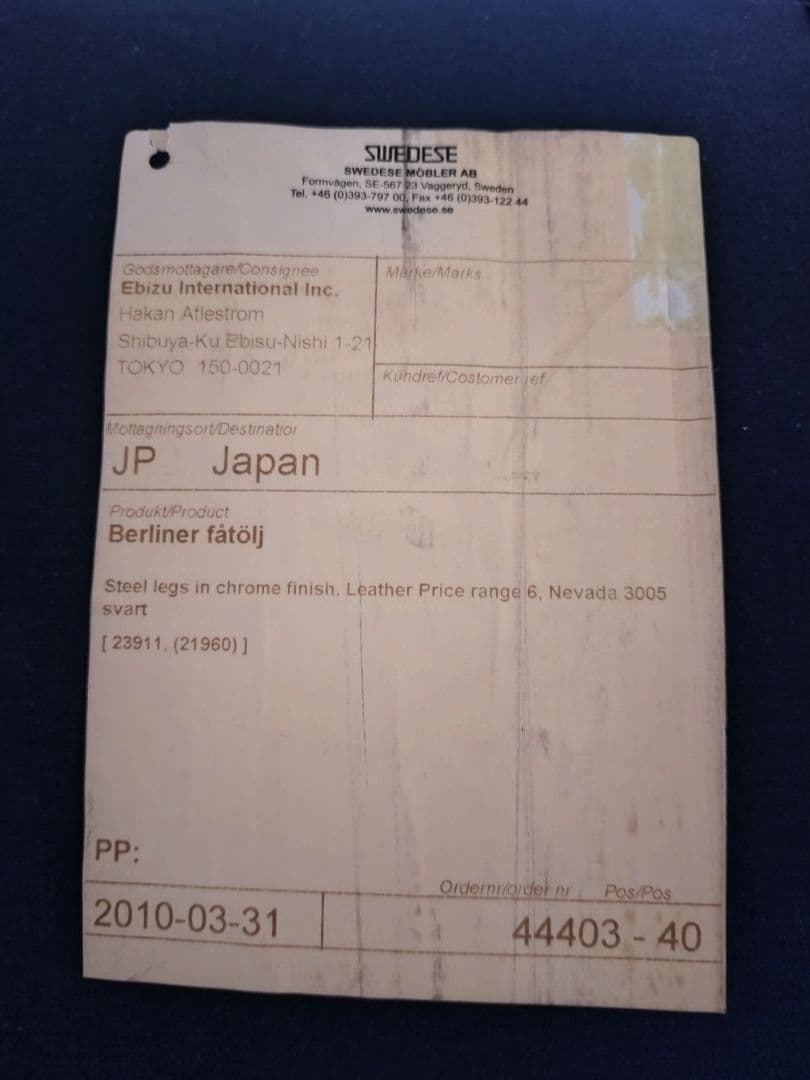 SWEDESE
SWEDESE MÖBLER AB
Formvägen, SE-567 23 Vaggeryd, Sweden
Tel. +46 (0)393-797 00, Fax +46 (0)393-122 44
www.swedese.se
Godsmottagare/Consignee
Ebizu International Inc.
Hakan Atlestrom
Shibuya-Ku Ebisu-Nishi 1-21
TOKYO 150-0021
Märke/Marks
Kundref/Costomer ref
Mottagningsort/Destination
JP Japan
Produkt/Product
Berliner fåtölj
Steel legs in chrome finish, Leather Price range 6, Nevada 3005
svart
[ 23911, (21960) ]
PP:
2010-03-31
Ordernr/order nr Pos/Pos
44403 - 40